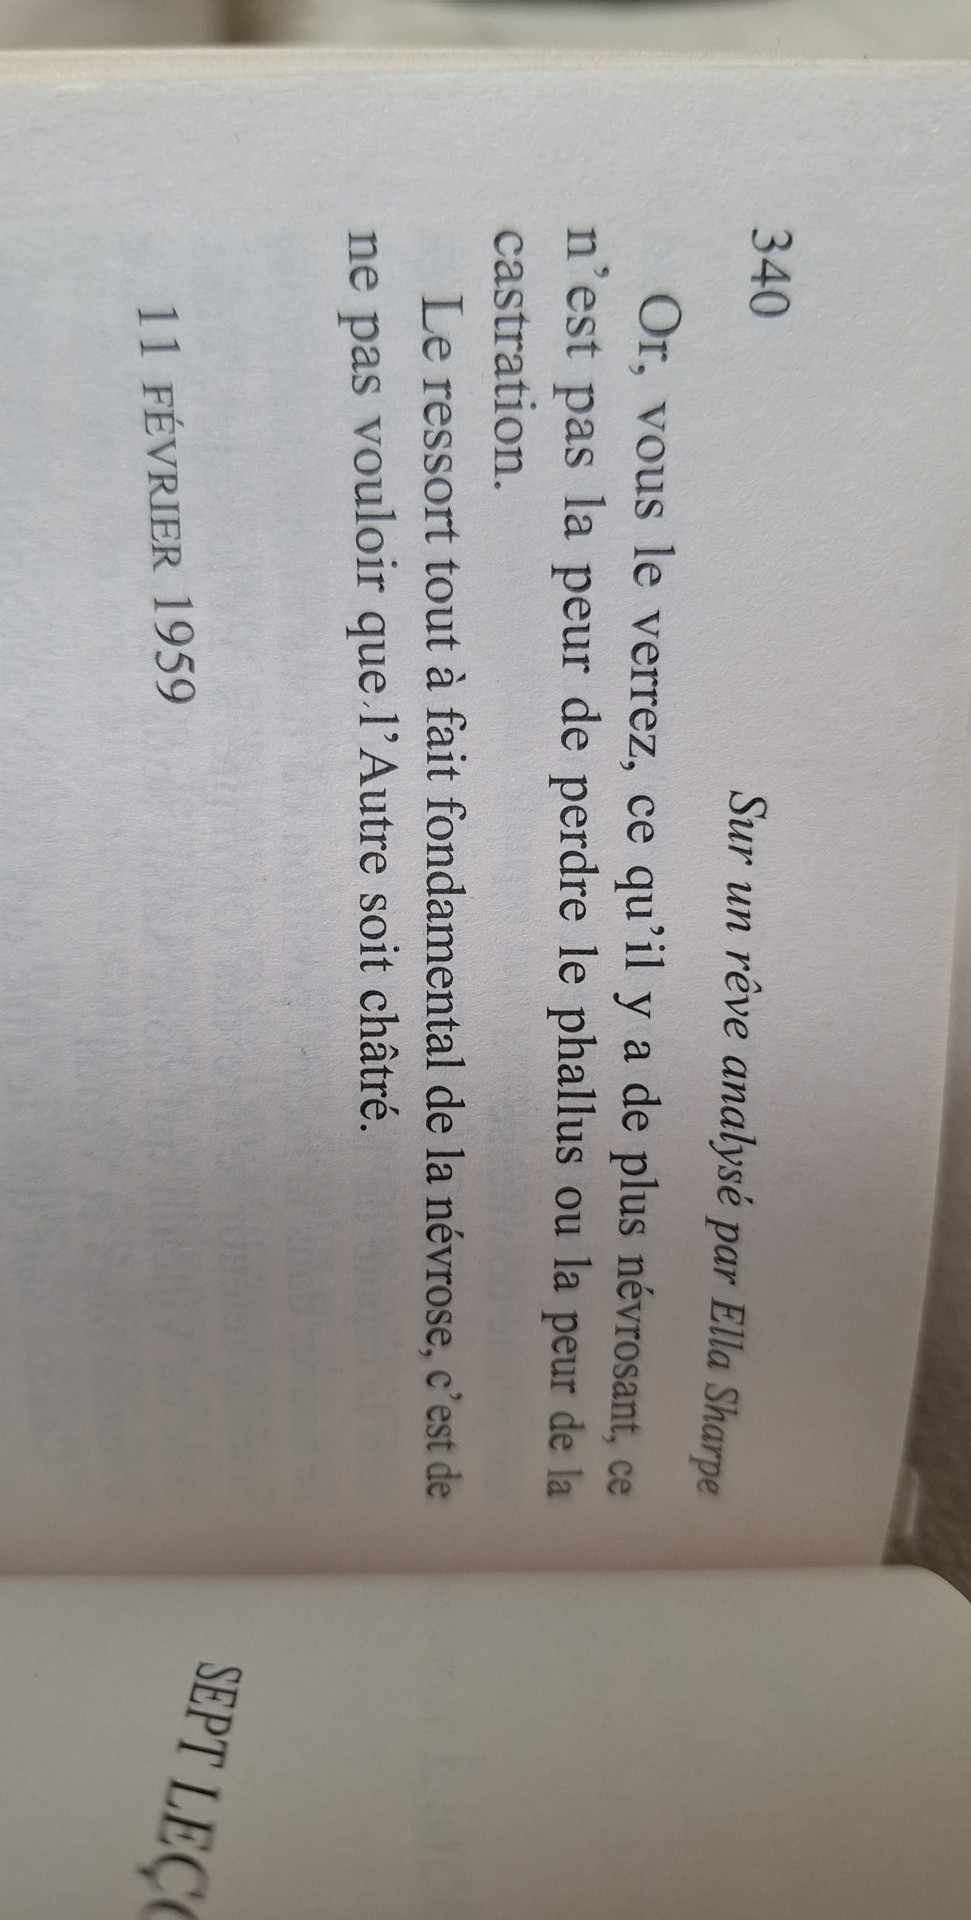 340
Sur un rêve analysé par Ella Sharpe
Or, vous le verrez, ce qu'il y a de plus névrosant, ce
n'est pas la peur de perdre le phallus ou la peur de la
castration.
Le ressort tout à fait fondamental de la névrose, c'est de
ne pas vouloir que l'Autre soit châtré.
11 FÉVRIER 1959
SEPT